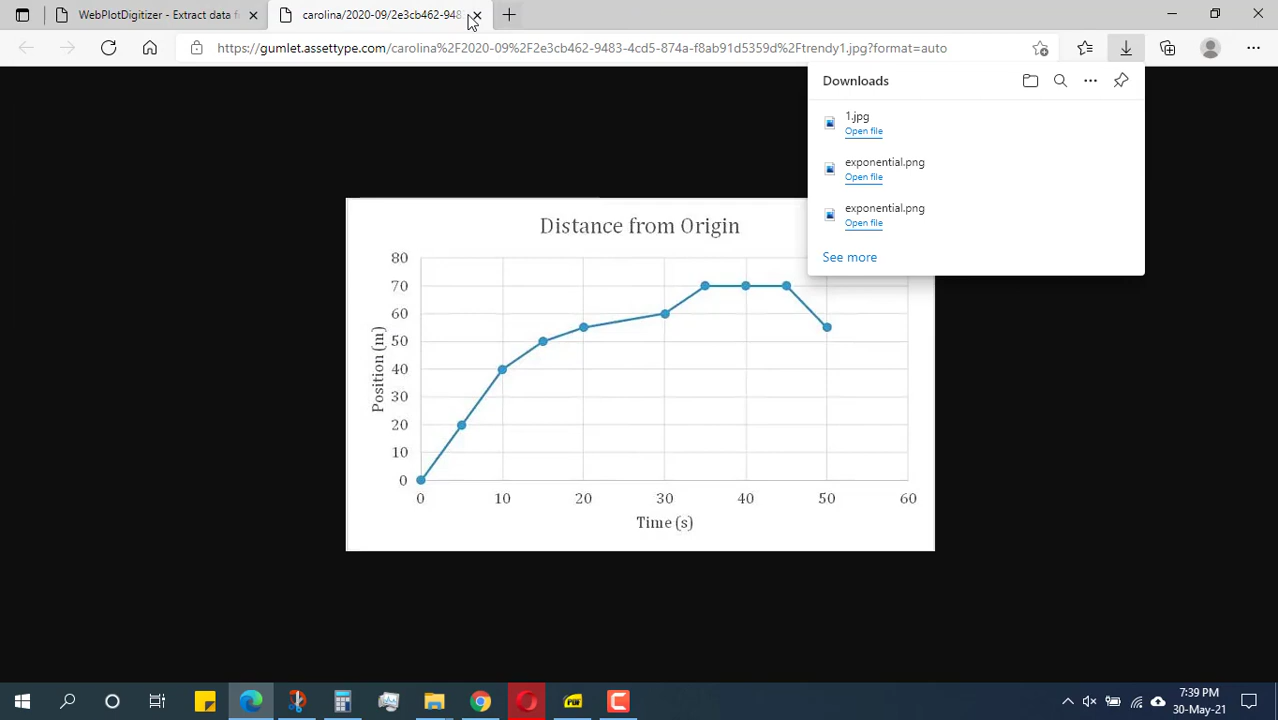 WebPlotDigitizer - Extract data f
carolina/2020-09/2e3cb462-948
https://gumlet.assettype.com/carolina%2F2020-09%2F2e3cb462-9483-4cd5-874a-f8ab91d5359d%2Ftrendy1.jpg?format=auto
Downloads
1.jpg
Open file
exponential.png
Open file
exponential.png
Open file
See more
Distance from Origin
80
70
60
50
40
30
20
10
0
Position (m)
0 10 20 30 40 50 60
Time (s)
7:39 PM
30-May-21